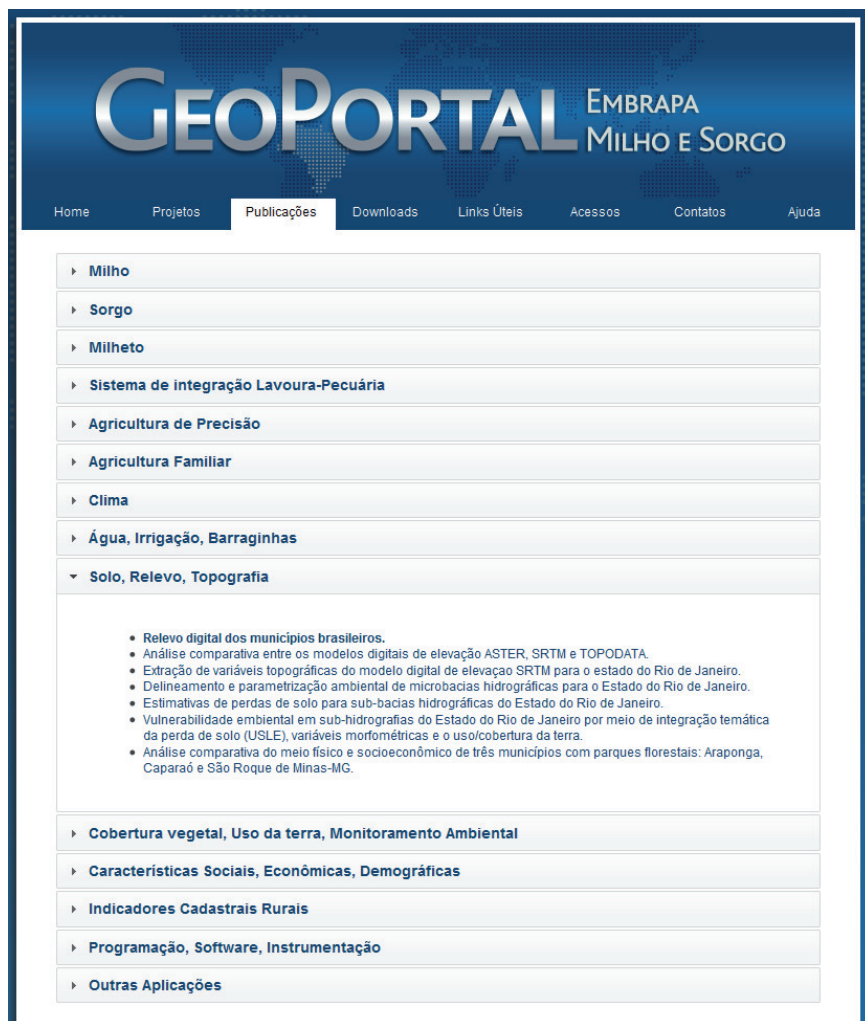 GEOPORTAL EMBRAPA
MILHO E SORGO
Home Projetos Publicações Downloads Links Úteis Acessos Contatos Ajuda
Milho
Sorgo
Milheto
Sistema de integração Lavoura-Pecuária
Agricultura de Precisão
Agricultura Familiar
Clima
Água, Irrigação, Barraginhas
Solo, Relevo, Topografia
• Relevo digital dos municípios brasileiros.
• Análise comparativa entre os modelos digitais de elevação ASTER, SRTM e TOPODATA.
• Extração de variáveis topográficas do modelo digital de elevaçao SRTM para o estado do Rio de Janeiro.
• Delineamento e parametrização ambiental de microbacias hidrográficas para o Estado do Rio de Janeiro.
• Estimativas de perdas de solo para sub-bacias hidrográficas do Estado do Rio de Janeiro.
• Vulnerabilidade embiental em sub-hidrografias do Estado do Rio de Janeiro por meio de integração temática
da perda de solo (USLE), variáveis morfométricas e o uso/cobertura da terra.
• Análise comparativa do meio físico e socioeconômico de três municípios com parques florestais: Araponga,
Caparaó e São Roque de Minas-MG.
Cobertura vegetal, Uso da terra, Monitoramento Ambiental
Características Sociais, Econômicas, Demográficas
Indicadores Cadastrais Rurais
Programação, Software, Instrumentação
Outras Aplicações